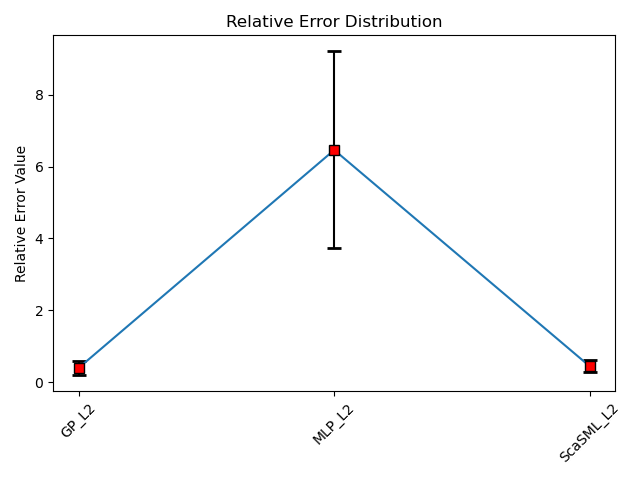 Relative Error Distribution
Relative Error Value
8
6
4
2
0
GP_L2
MLP_L2
ScaSML_L2